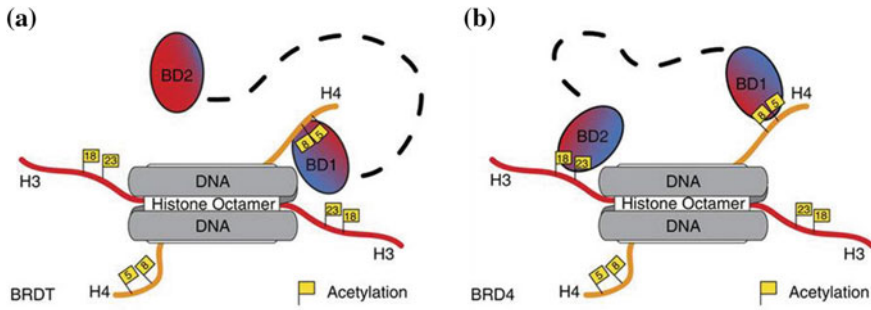 (a)
BD2
H4
8 5
BD1
18
23
H3
DNA
Histone Octamer
DNA
23
18
H3
5 8
H4
BRDT
Acetylation
(b)
BD1
H4
8 5
BD2
18
23
H3
DNA
Histone Octamer
DNA
23
18
H3
5 8
H4
BRD4
Acetylation